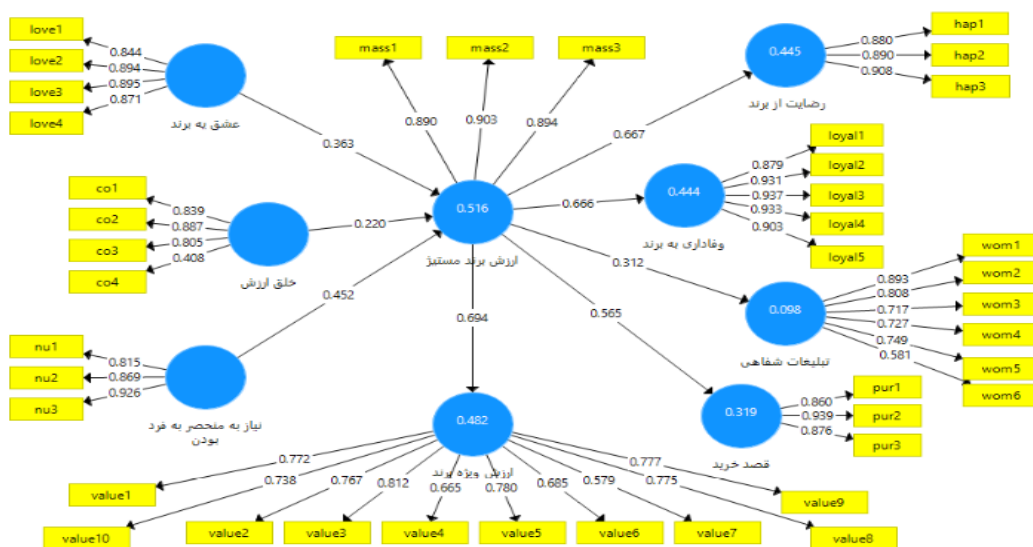 love1
love2
love3
love4
0.844
0.894
0.895
0.871
عشق به برند
0.363
mass1
mass2
mass3
0.890
0.903
0.894
0.516
ارزش برند مستیژ
co1
co2
co3
co4
0.839
0.887
0.805
0.408
خلق ارزش
0.220
nu1
nu2
nu3
0.815
0.869
0.926
نیاز به منحصر به فرد
بودن
0.452
0.445
رضایت از برند
0.667
0.880
0.890
0.908
hap1
hap2
hap3
0.444
وفاداری به برند
0.666
0.879
0.931
0.937
0.933
0.903
loyal1
loyal2
loyal3
loyal4
loyal5
0.098
تبلیغات شفاهی
0.312
0.893
0.808
0.717
0.727
0.749
0.581
wom1
wom2
wom3
wom4
wom5
wom6
0.319
قصد خرید
0.565
0.860
0.939
0.876
pur1
pur2
pur3
0.694
0.482
ارزش ویژه برند
0.772
0.738
0.767
0.812
0.665
0.780
0.685
0.579
0.775
0.777
value1
value10
value2
value3
value4
value5
value6
value7
value8
value9